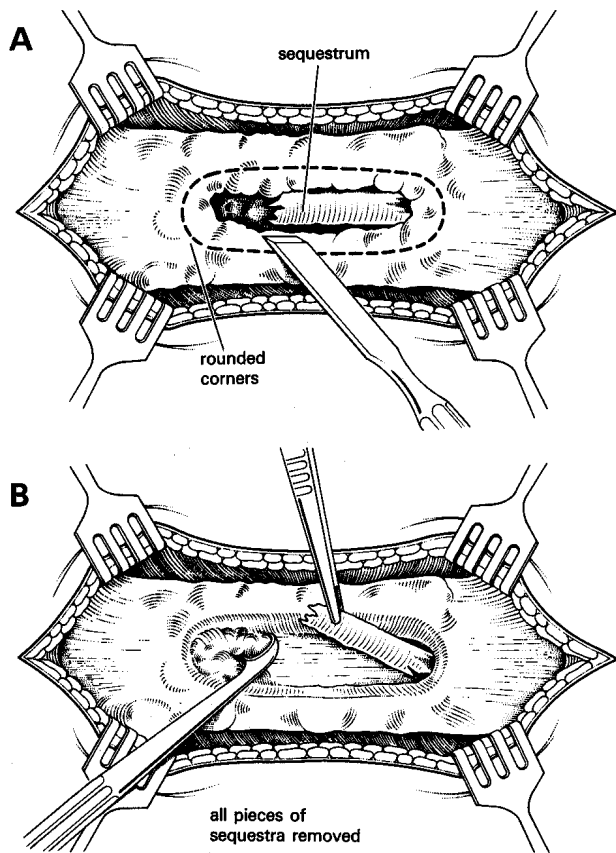 A
sequestrum
rounded
corners
B
all pieces of
sequestra removed